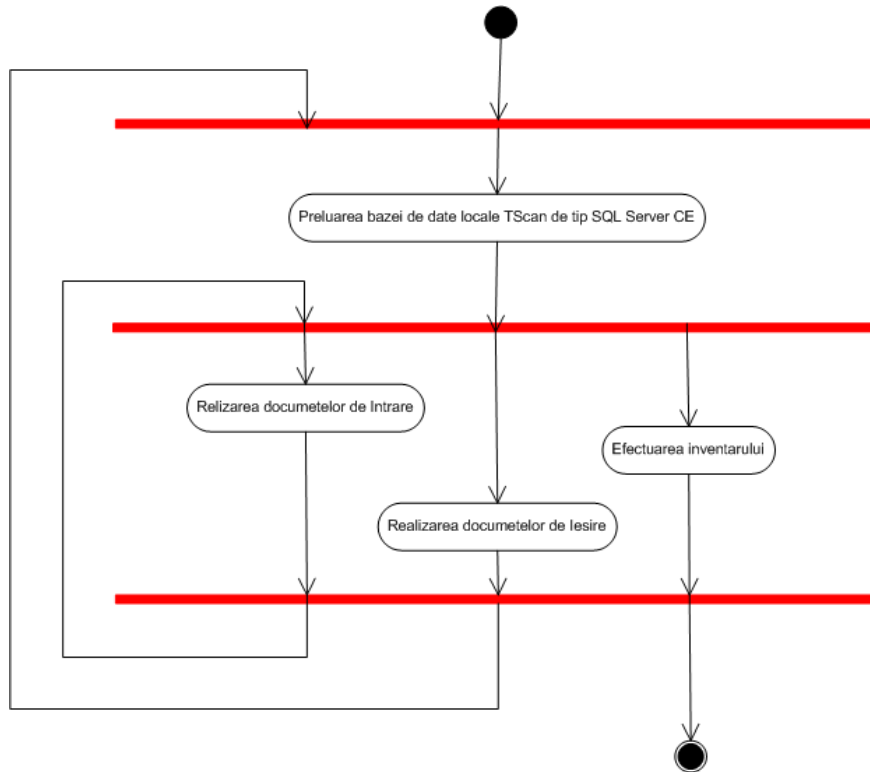 Preluarea bazei de date locale TScan de tip SQL Server CE
Relizarea documetelor de Intrare
Efectuarea inventarului
Realizarea documetelor de Iesire